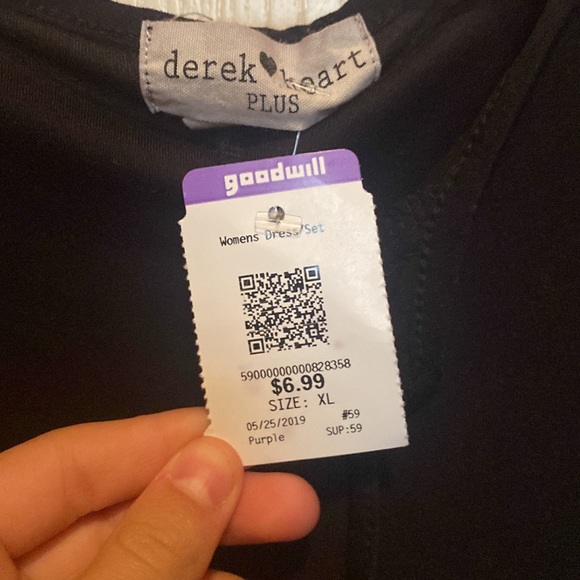 derek heart
PLUS
goodwill
Womens Dress/Set
59000000000828358
$6.99
SIZE: XL
05/25/2019 #59
Purple SUP:59